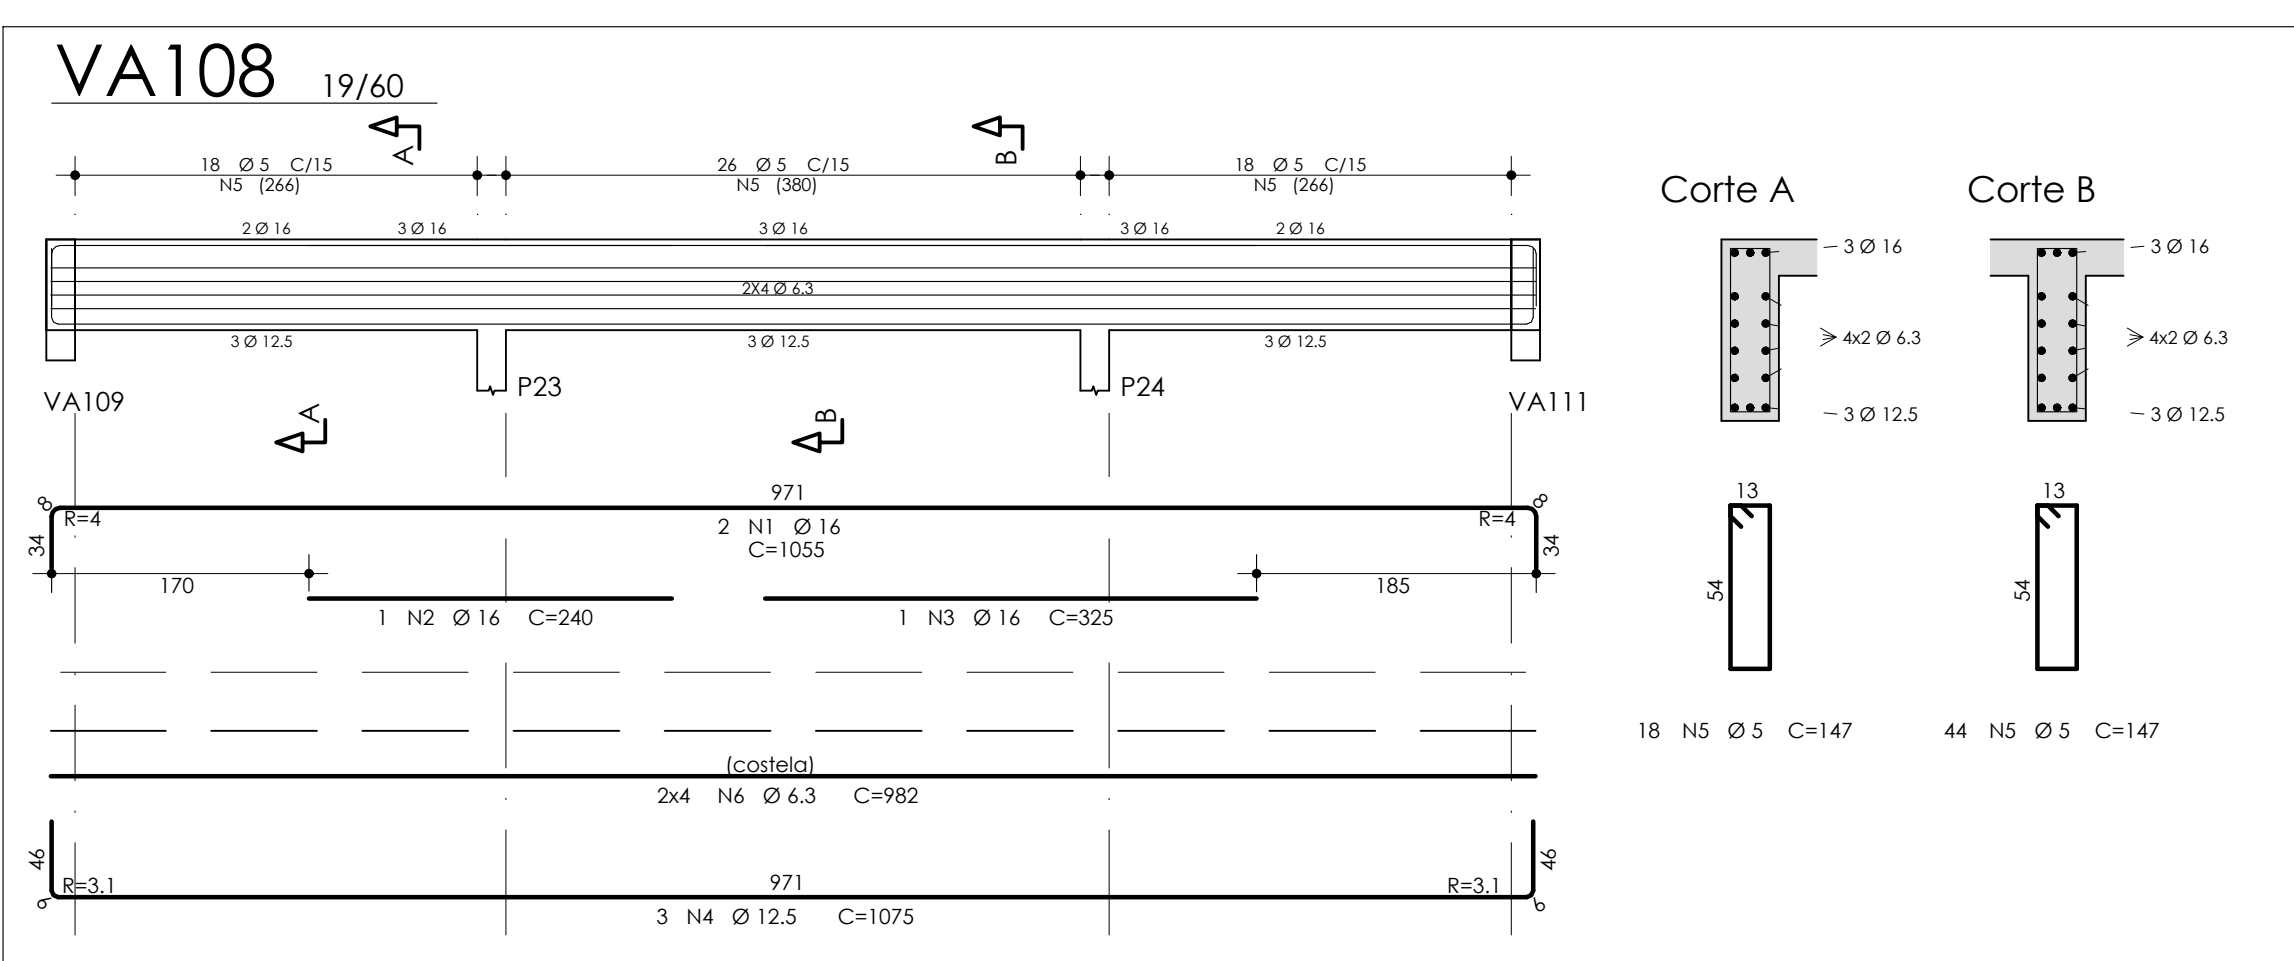 VA108 19/60
A
B
18 Ø 5 C/15
N5 (266)
26 Ø 5 C/15
N5 (380)
18 Ø 5 C/15
N5 (266)
2 Ø 16
3 Ø 16
3 Ø 16
3 Ø 16
2 Ø 16
2X4 Ø 6.3
3 Ø 12.5
3 Ø 12.5
3 Ø 12.5
VA109
P23
P24
VA111
A
B
971
8
8
R=4
R=4
2 N1 Ø 16
C=1055
34
34
170
185
1 N2 Ø 16 C=240
1 N3 Ø 16 C=325
(costela)
2x4 N6 Ø 6.3 C=982
46
46
R=3.1
971
R=3.1
9
9
3 N4 Ø 12.5 C=1075
Corte A
3 Ø 16
4x2 Ø 6.3
3 Ø 12.5
13
54
18 N5 Ø 5 C=147
Corte B
3 Ø 16
4x2 Ø 6.3
3 Ø 12.5
13
54
44 N5 Ø 5 C=147